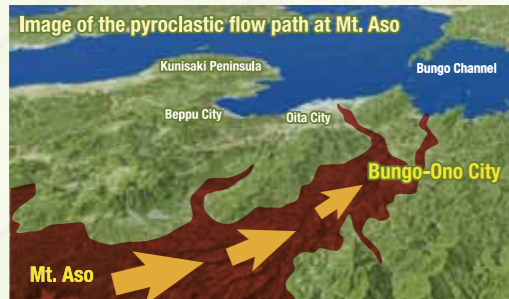 Image of the pyroclastic flow path at Mt. Aso
Kunisaki Peninsula
Bungo Channel
Beppu City
Oita City
Bungo-Ono City
Mt. Aso